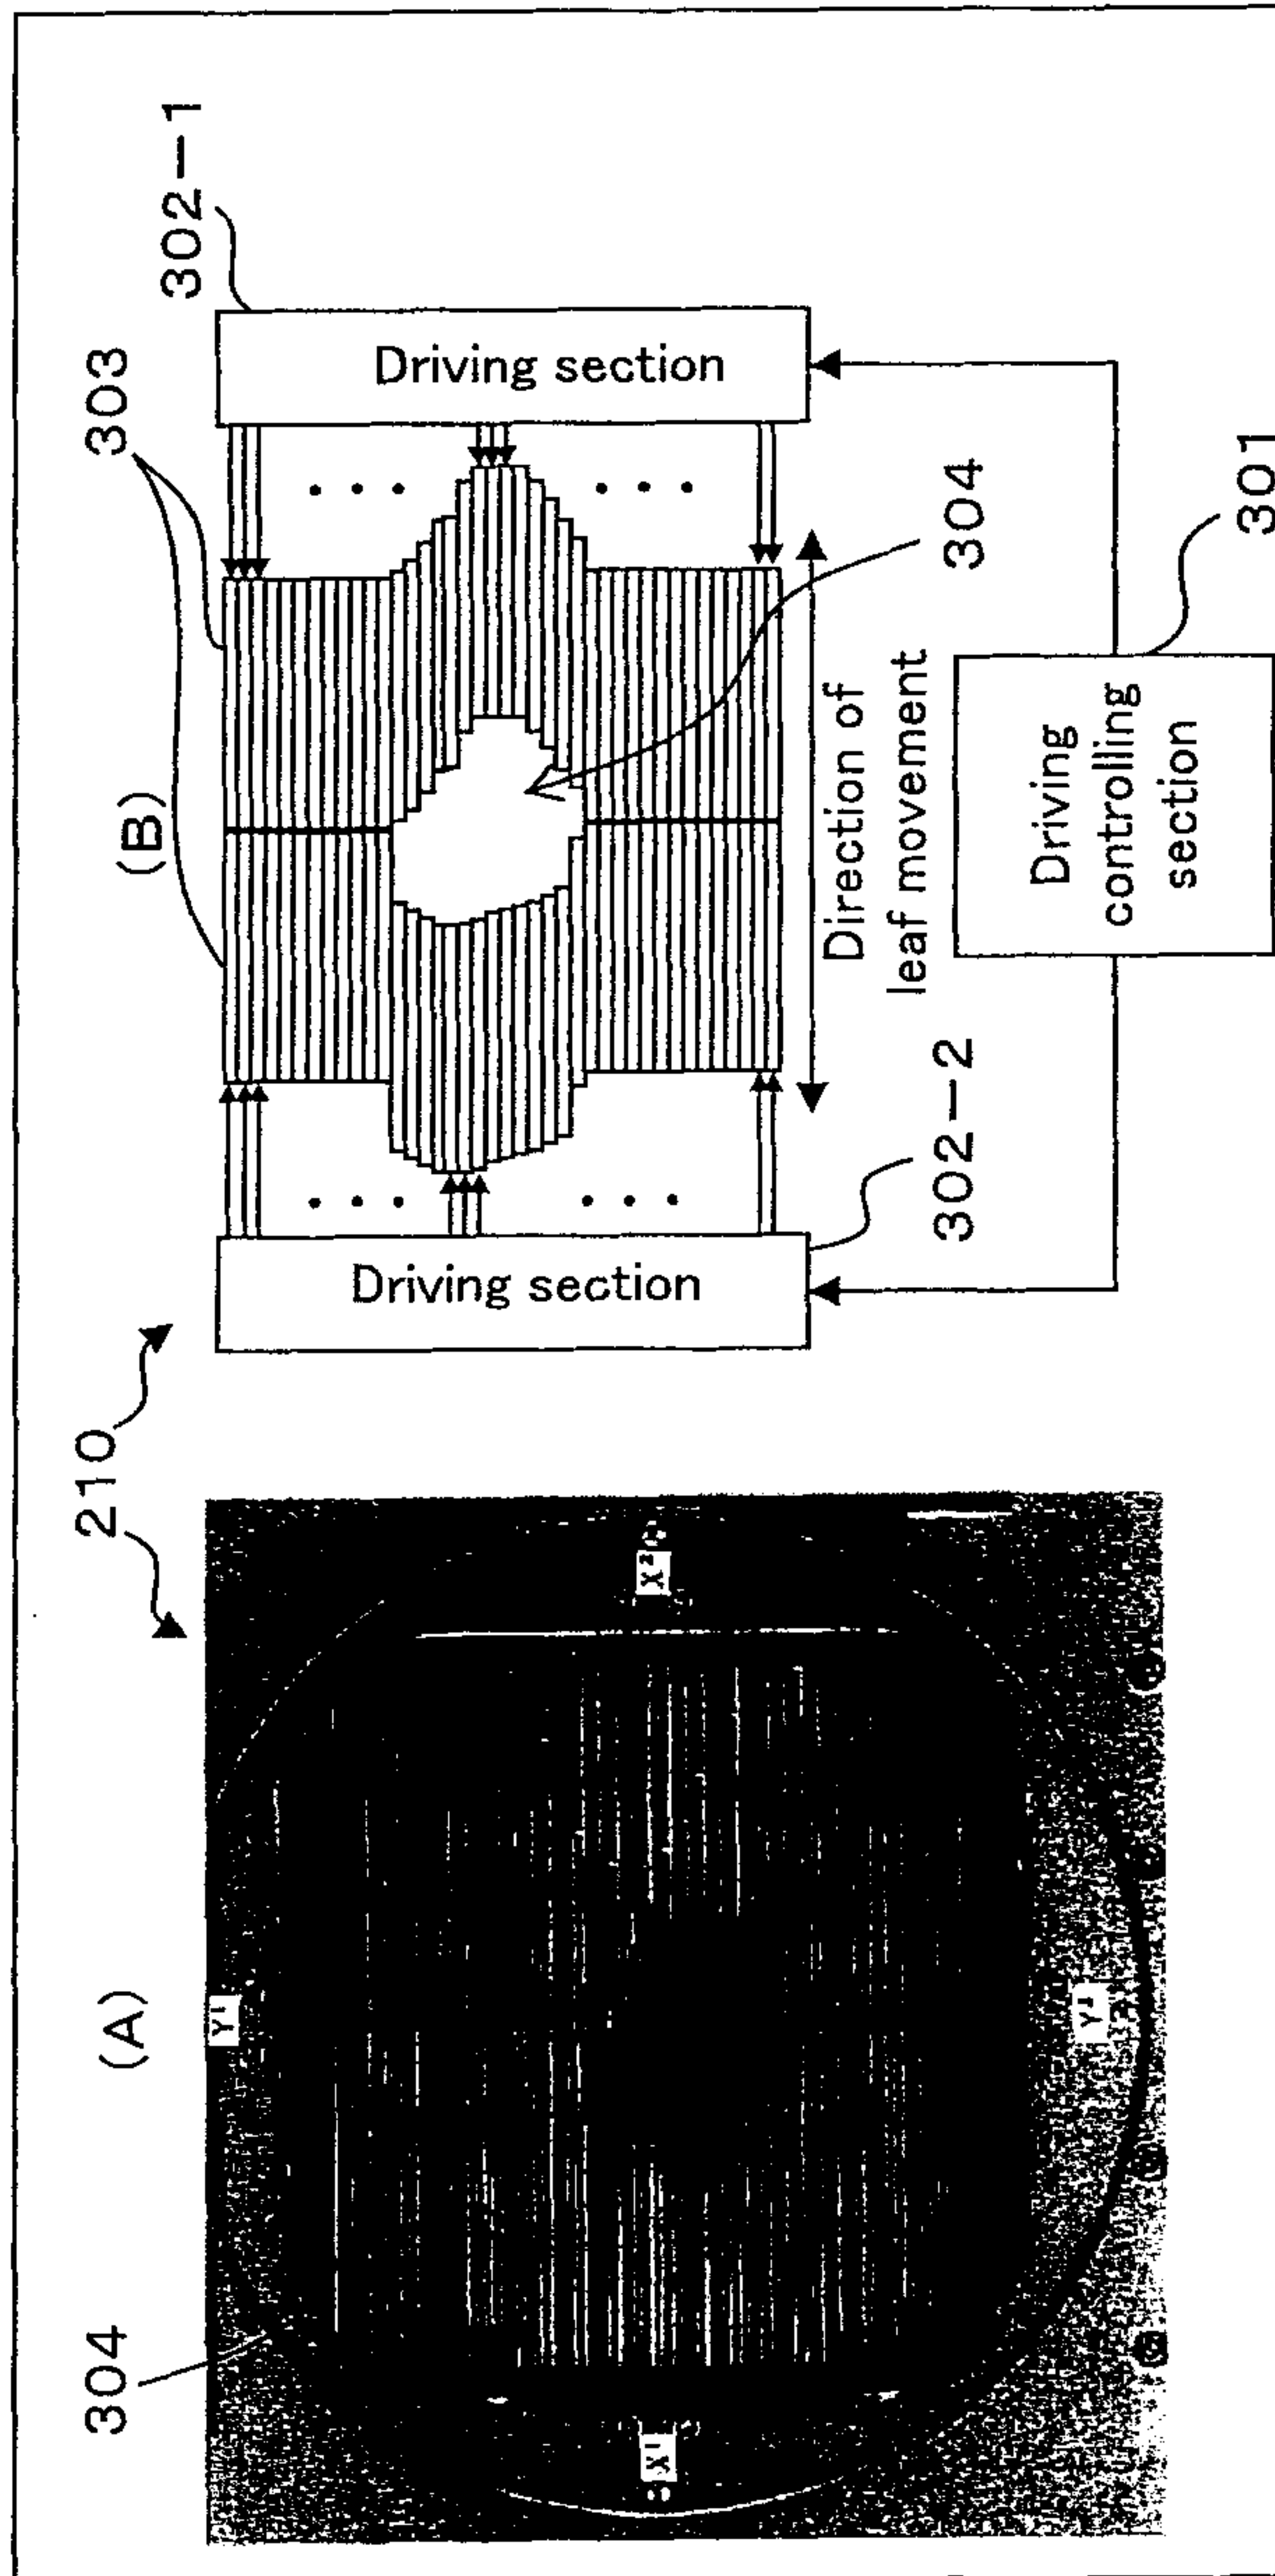 210
(A)
304
Y1
X1
X2
Y1
(B)
303
302-1
Driving section
304
Direction of
leaf movement
302-2
Driving section
Driving
controlling
section
301